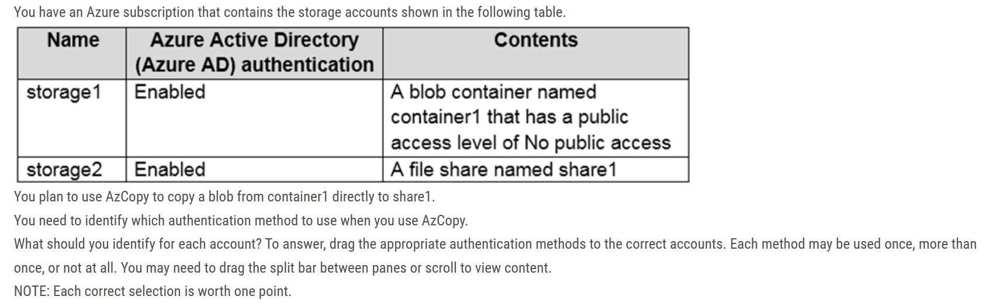 You have an Azure subscription that contains the storage accounts shown in the following table.
Name Azure Active Directory Contents
(Azure AD) authentication
storage1 Enabled A blob container named
container1 that has a public
access level of No public access
storage2 Enabled A file share named share1
You plan to use AzCopy to copy a blob from container1 directly to share1.
You need to identify which authentication method to use when you use AzCopy.
What should you identify for each account? To answer, drag the appropriate authentication methods to the correct accounts. Each method may be used once, more than
once, or not at all. You may need to drag the split bar between panes or scroll to view content.
NOTE: Each correct selection is worth one point.